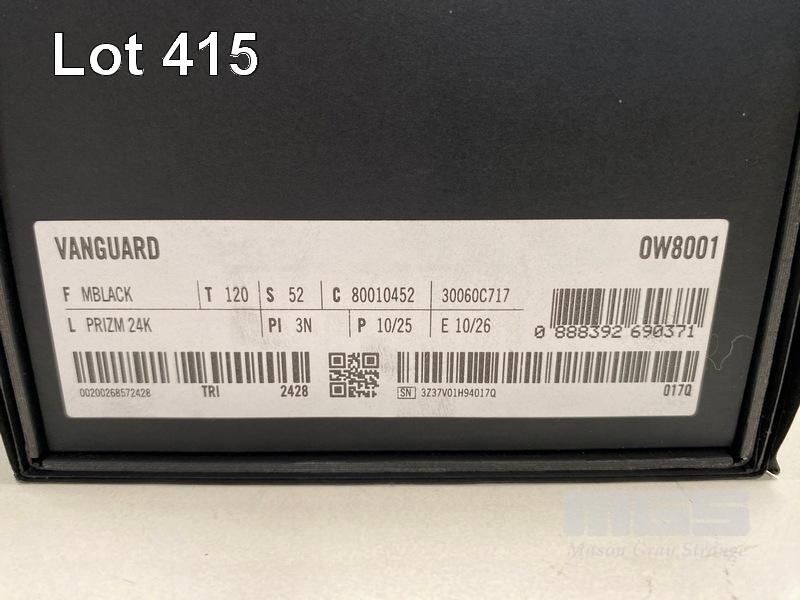 Lot 415
VANGUARD OW8001
F MBLACK T 120 S 52 C 80010452 30060C717
L PRIZM 24K PI 3N P 10/25 E 10/26
0 888392 690371
00200268572428 TRI 2428 SN 3Z37V01H94017Q 017Q
MGS
Mason Gray Strange